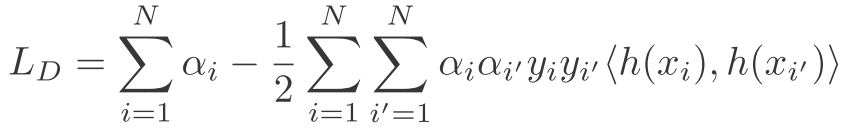 $L_D = \sum_{i=1}^{N} \alpha_i - \frac{1}{2} \sum_{i=1}^{N} \sum_{i'=1}^{N} \alpha_i \alpha_{i'} y_i y_{i'} \langle h(x_i), h(x_{i'}) \rangle$